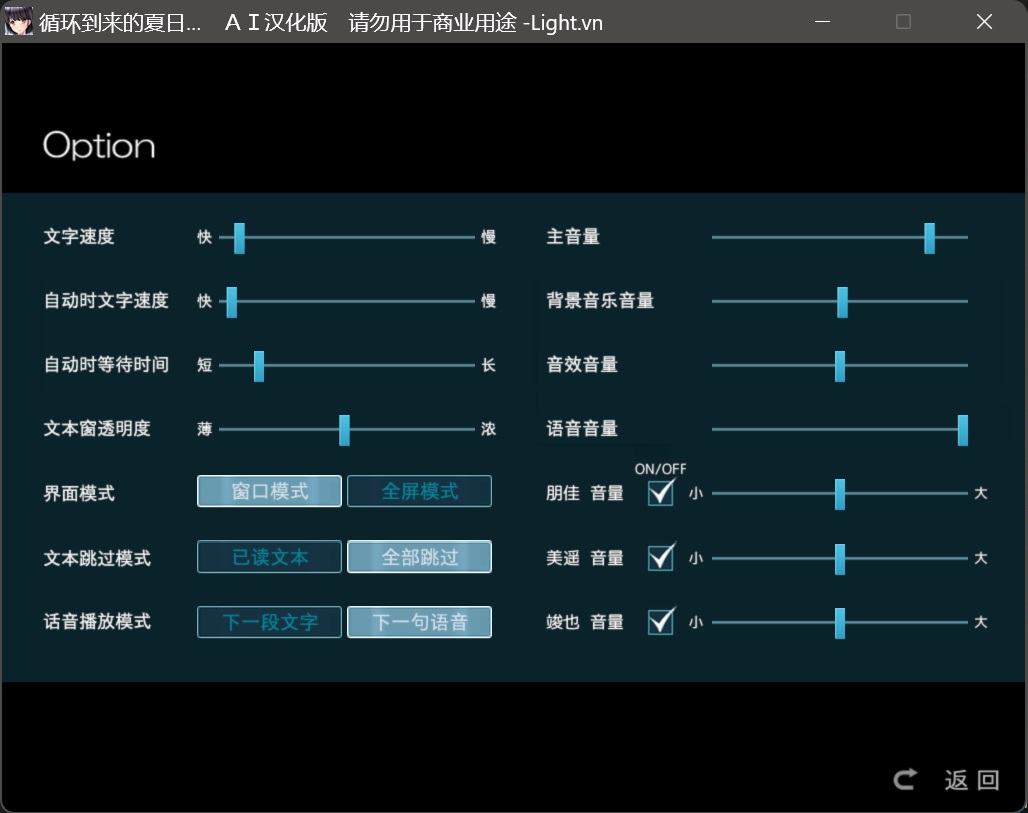 循环到来的夏日... ＡＩ汉化版 请勿用于商业用途 -Light.vn
Option
文字速度 快 慢
自动时文字速度 快 慢
自动时等待时间 短 长
文本窗透明度 薄 浓
界面模式 窗口模式 全屏模式
文本跳过模式 已读文本 全部跳过
话音播放模式 下一段文字 下一句语音
主音量
背景音乐音量
音效音量
语音音量
ON/OFF
朋佳 音量 小 大
美遥 音量 小 大
竣也 音量 小 大
返回